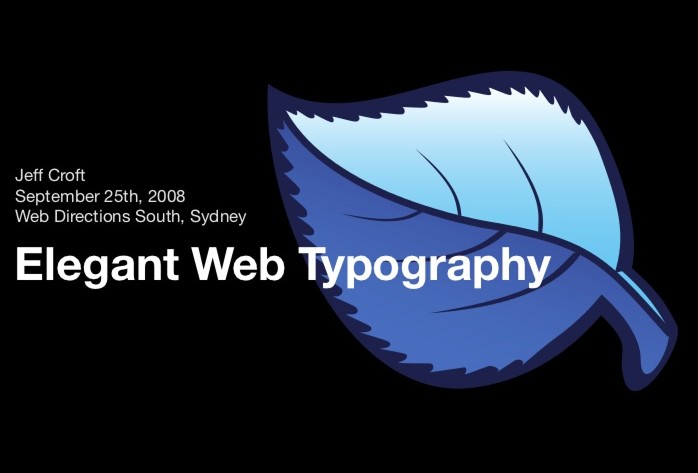 Jeff Croft
September 25th, 2008
Web Directions South, Sydney
Elegant Web Typography